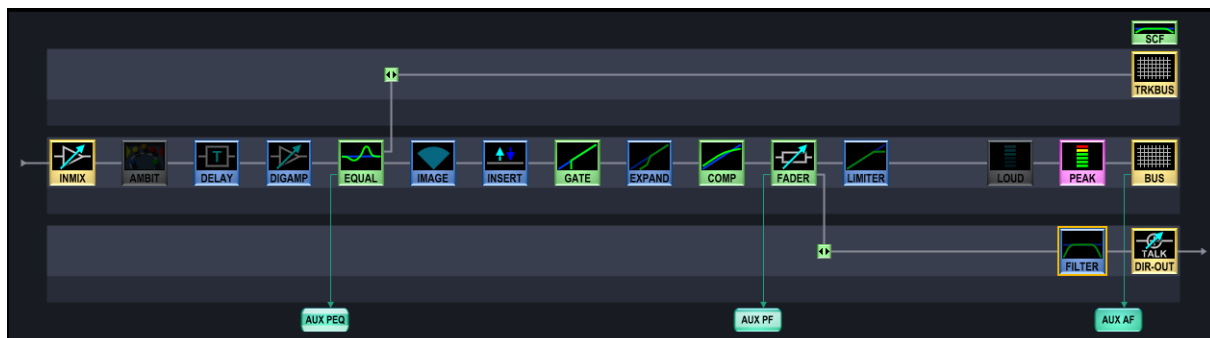 SCF
TRKBUS
INMIX AMBIT T DELAY DIGAMP EQUAL IMAGE INSERT GATE EXPAND COMP FADER LIMITER LOUD PEAK BUS
FILTER TALK DIR-OUT
AUX PEQ AUX PF AUX AF